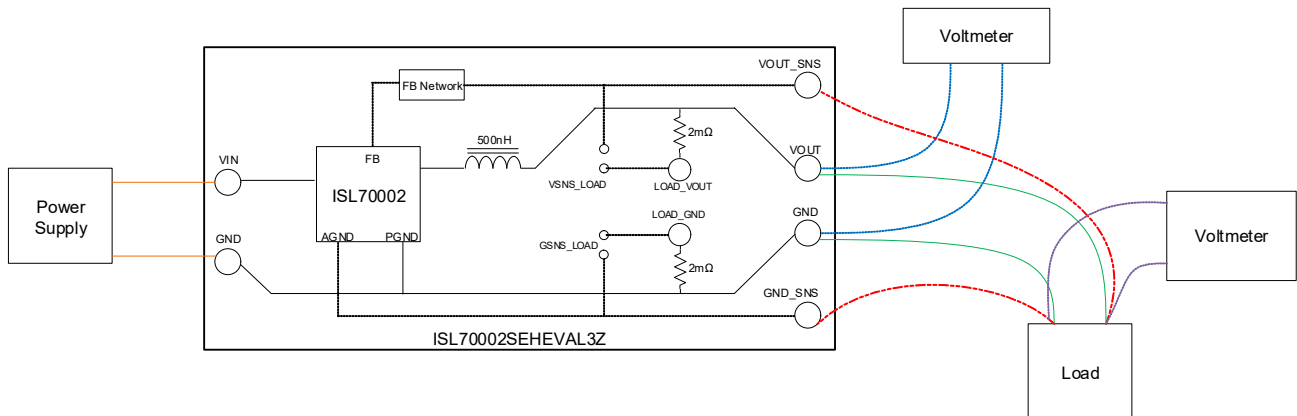 Voltmeter
VOUT_SNS
FB Network
500nH
2mΩ
VIN
FB
VOUT
ISL70002
VSNS_LOAD
LOAD_VOUT
Power
Supply
LOAD_GND
GND
Voltmeter
GND
AGND
PGND
GSNS_LOAD
2mΩ
GND_SNS
ISL70002SEHEVAL3Z
Load